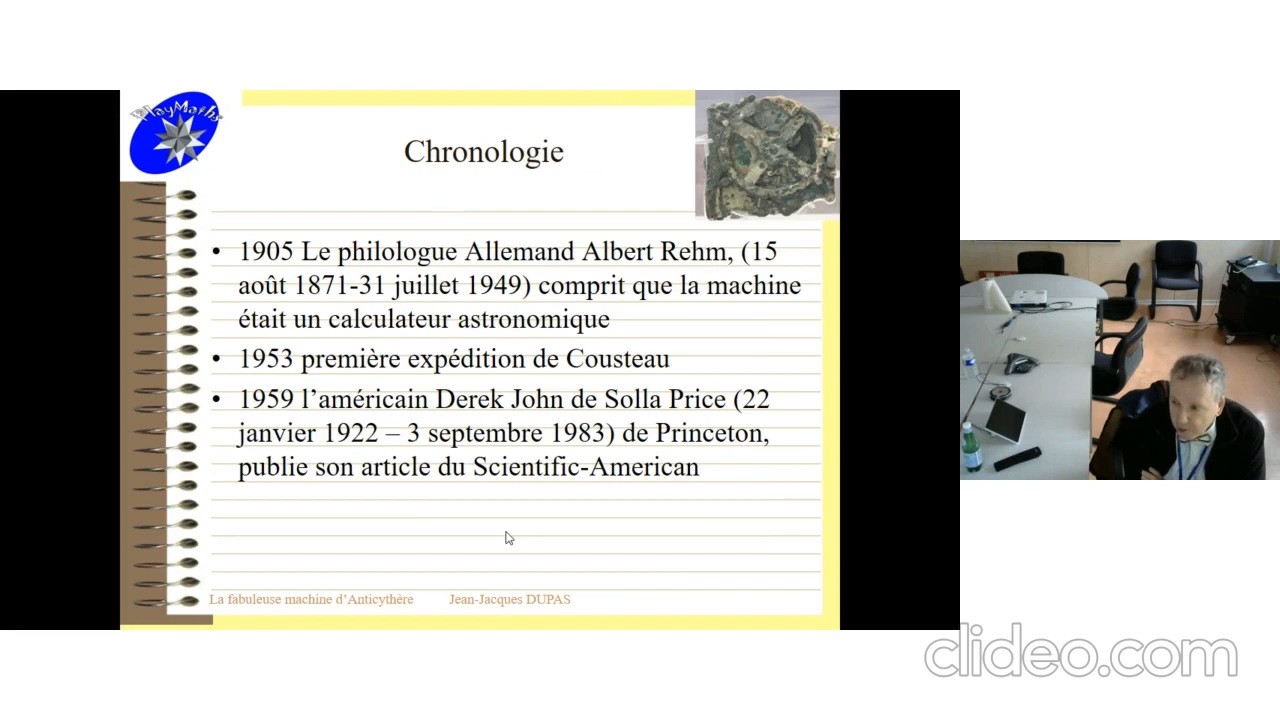 PlayMaths
Chronologie
• 1905 Le philologue Allemand Albert Rehm, (15
août 1871-31 juillet 1949) comprit que la machine
était un calculateur astronomique
• 1953 première expédition de Cousteau
• 1959 l’américain Derek John de Solla Price (22
janvier 1922 – 3 septembre 1983) de Princeton,
publie son article du Scientific-American
La fabuleuse machine d’Anticythère Jean-Jacques DUPAS
clideo.com